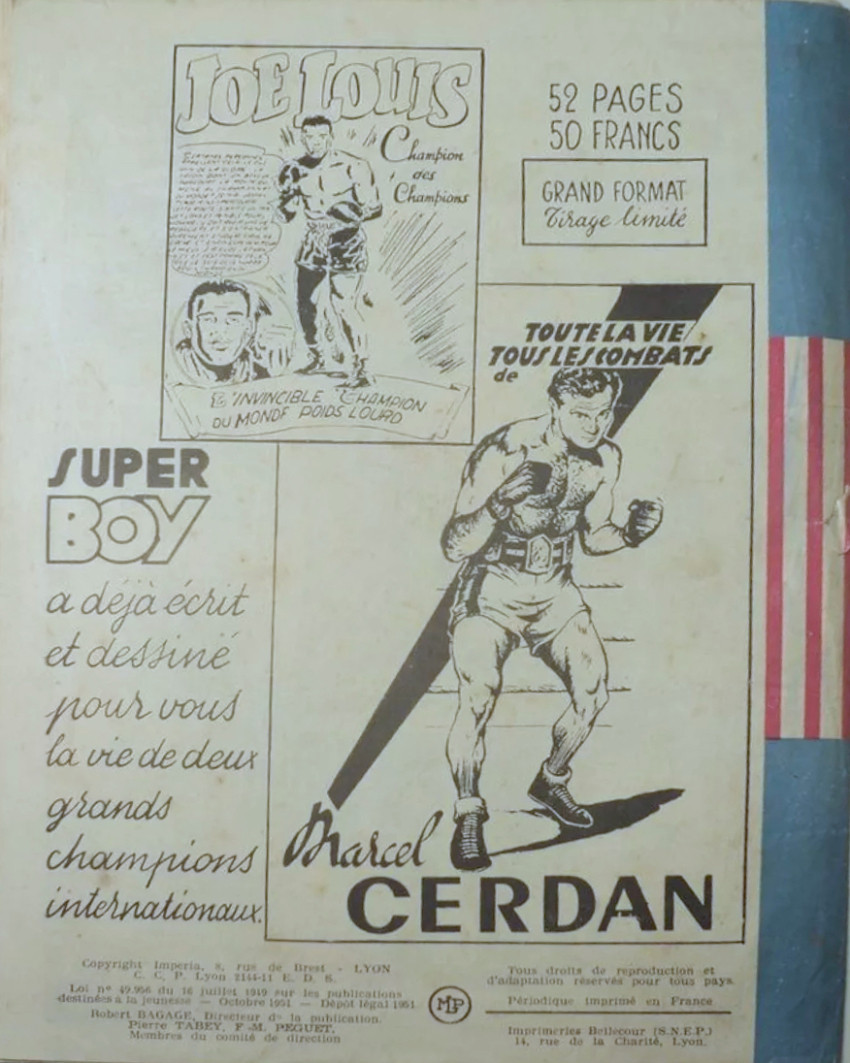 JOE LOUIS
Champion
des
Champions
L'INVINCIBLE CHAMPION
DU MONDE POIDS LOURD
52 PAGES
50 FRANCS
GRAND FORMAT
Tirage limité
TOUTE LA VIE
TOUS LES COMBATS
de
Marcel
CERDAN
SUPER
BOY
a déjà écrit
et dessiné
pour vous
la vie de deux
grands
champions
internationaux.
Copyright Impéria, 8, rue de Brest - LYON
C. C. P. Lyon 2144-11 E. D. S.
Loi nº 49.956 du 16 juillet 1949 sur les publications
destinées à la jeunesse — Octobre 1951 — Dépôt légal 1951
Robert BAGAGE, Directeur de la publication.
Pierre TABEY, F.-M. PEGUET,
Membres du comité de direction
MLP
Tous droits de reproduction et
d'adaptation réservés pour tous pays.
Périodique imprimé en France
Imprimeries Bellecour (S.N.E.P.)
14, rue de la Charité, Lyon.